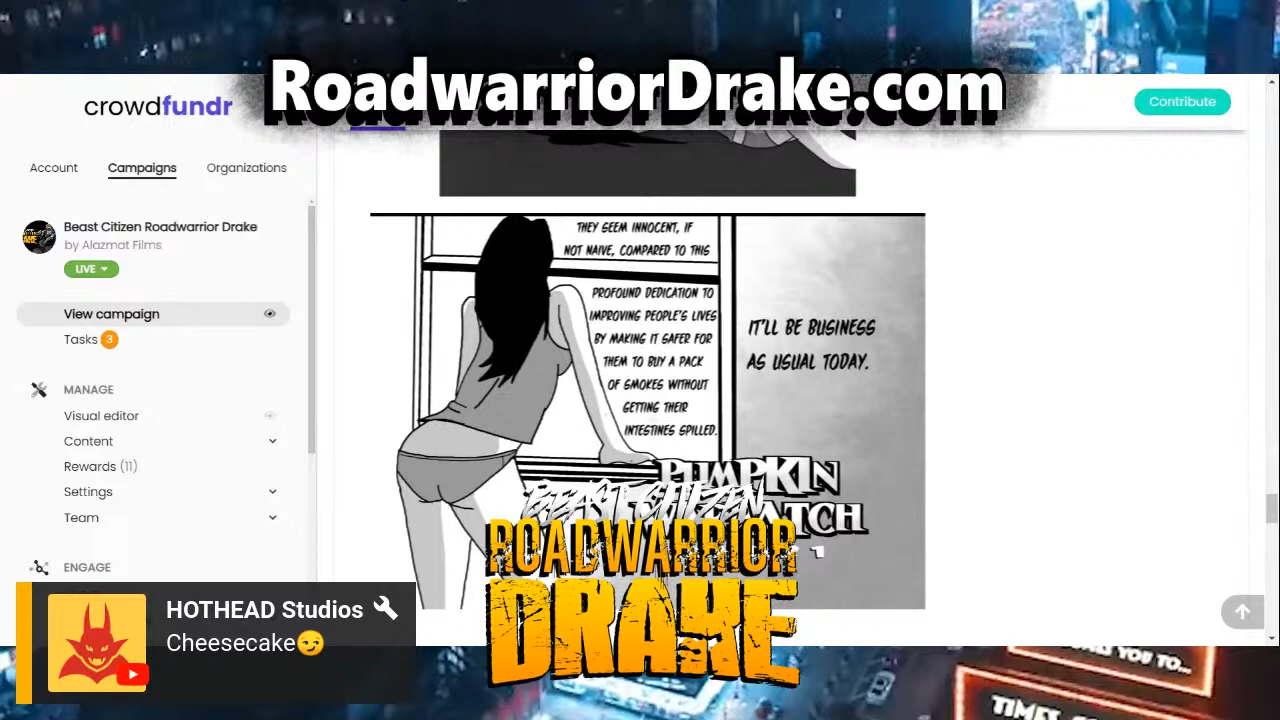 RoadwarriorDrake.com
crowdfundr
Contribute
Account
Campaigns
Organizations
Beast Citizen Roadwarrior Drake
by Alazmat Films
LIVE
View campaign
Tasks 3
MANAGE
Visual editor
Content
Rewards (11)
Settings
Team
ENGAGE
THEY SEEM INNOCENT, IF
NOT NAIVE, COMPARED TO THIS
PROFOUND DEDICATION TO
IMPROVING PEOPLE'S LIVES
BY MAKING IT SAFER FOR
THEM TO BUY A PACK
OF SMOKES WITHOUT
GETTING THEIR
INTESTINES SPILLED.
IT'LL BE BUSINESS
AS USUAL TODAY.
PUMPKIN
BEAST CITIZEN
ROADWARRIOR
DRAKE
HOTHEAD Studios
Cheesecake😏
YOU TO...